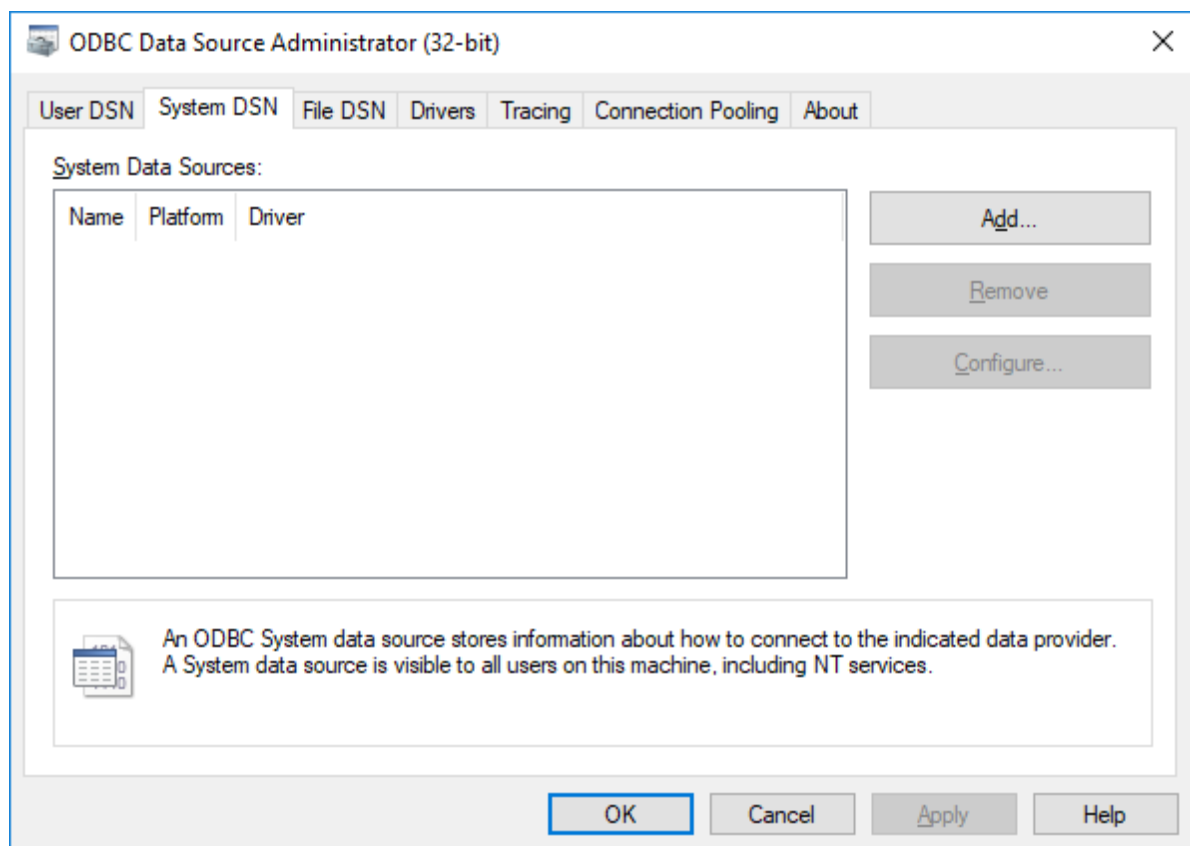 ODBC Data Source Administrator (32-bit)
User DSN System DSN File DSN Drivers Tracing Connection Pooling About
System Data Sources:
Name Platform Driver
Add...
Remove
Configure...
An ODBC System data source stores information about how to connect to the indicated data provider.
A System data source is visible to all users on this machine, including NT services.
OK Cancel Apply Help